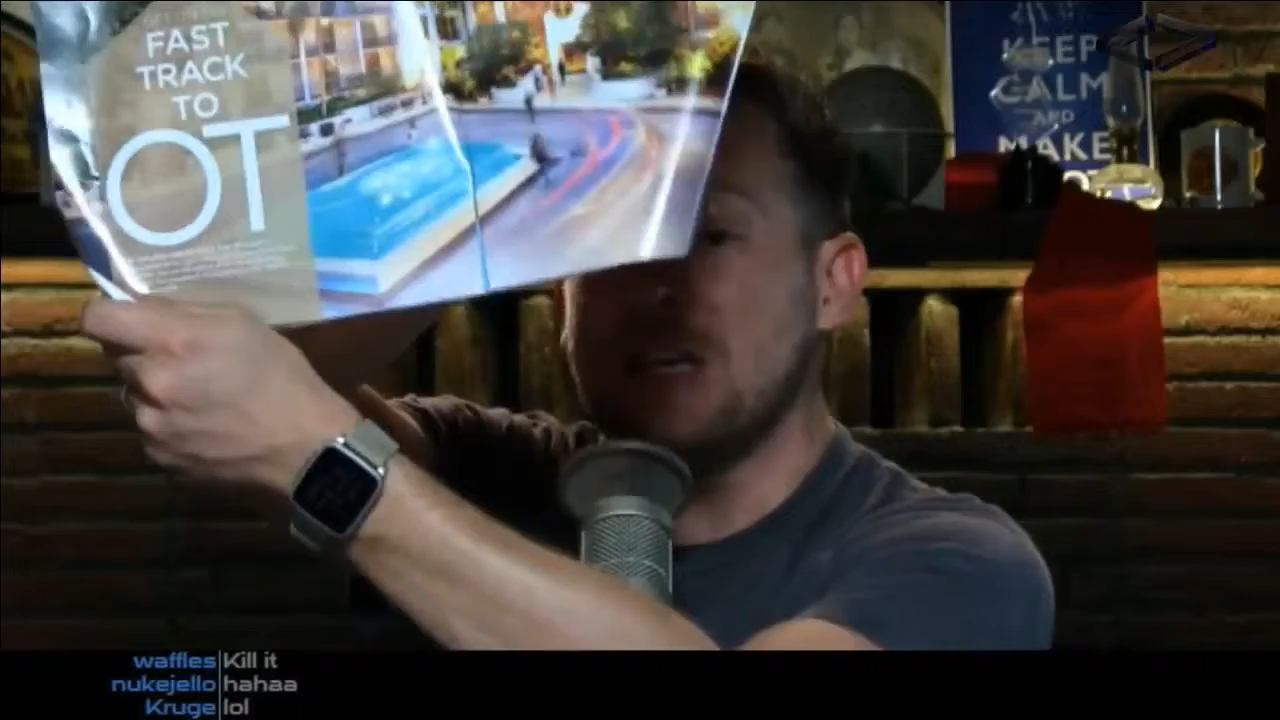 FAST
TRACK
TO
OT
KEEP
CALM
AND
MAKE
waffles Kill it
nukejello hahaa
Kruge lol